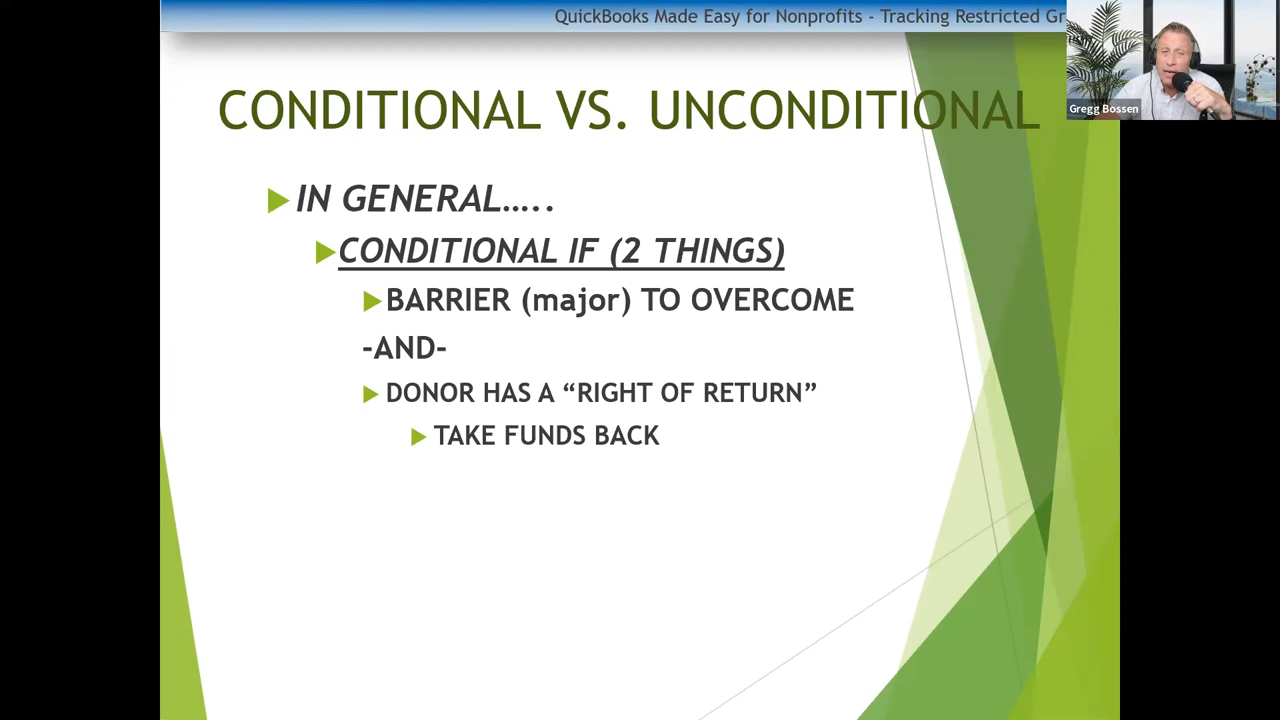 QuickBooks Made Easy for Nonprofits - Tracking Restricted Gr
Gregg Bossen
CONDITIONAL VS. UNCONDITIONAL
IN GENERAL…..
CONDITIONAL IF (2 THINGS)
BARRIER (major) TO OVERCOME
-AND-
DONOR HAS A “RIGHT OF RETURN”
TAKE FUNDS BACK